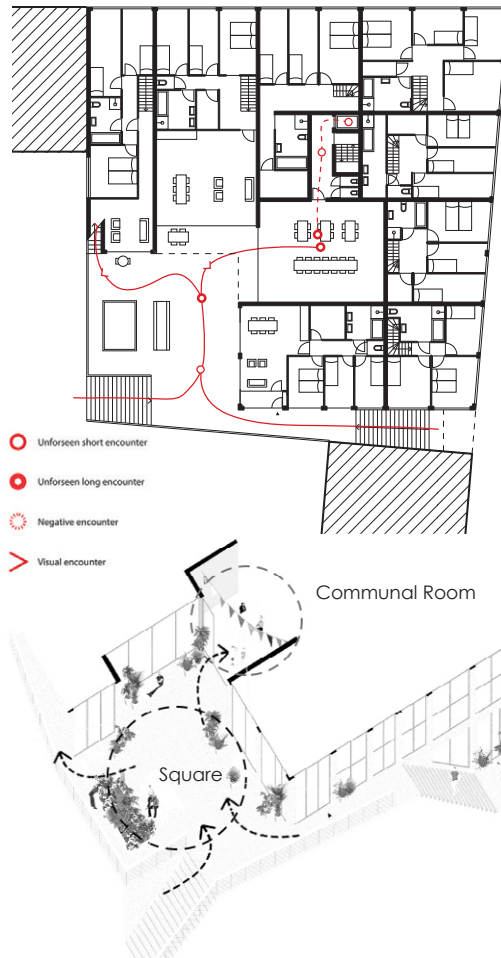 Unforseen short encounter
Unforseen long encounter
Negative encounter
Visual encounter
Communal Room
Square